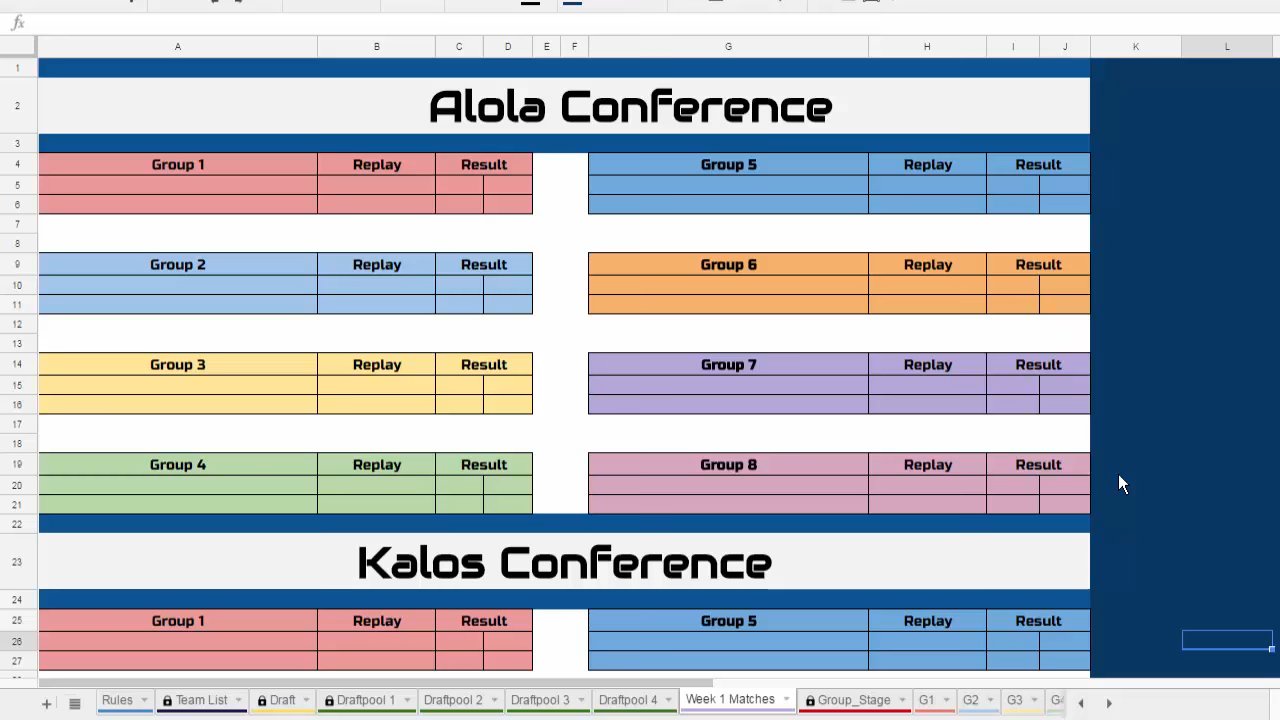 fx
A B C D E F G H I J K L
1
2 Alola Conference
3
4 Group 1 Replay Result Group 5 Replay Result
5
6
7
8
9 Group 2 Replay Result Group 6 Replay Result
10
11
12
13
14 Group 3 Replay Result Group 7 Replay Result
15
16
17
18
19 Group 4 Replay Result Group 8 Replay Result
20
21
22
23 Kalos Conference
24
25 Group 1 Replay Result Group 5 Replay Result
26
27
Rules Team List Draft Draftpool 1 Draftpool 2 Draftpool 3 Draftpool 4 Week 1 Matches Group_Stage G1 G2 G3